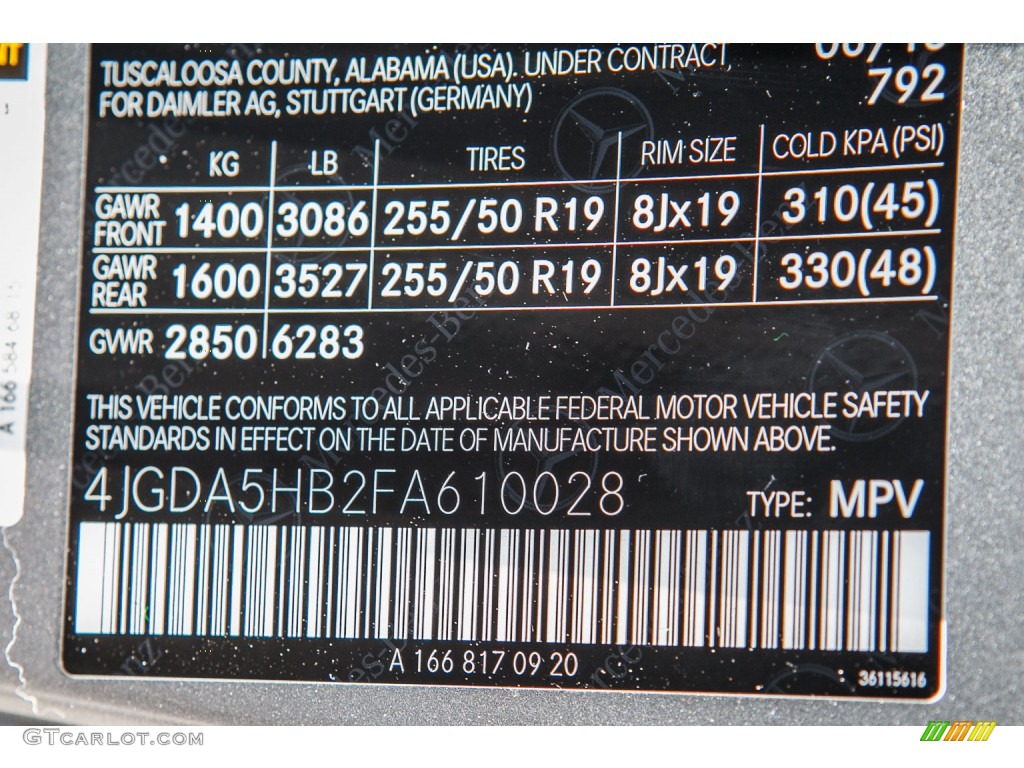 TUSCALOOSA COUNTY, ALABAMA (USA). UNDER CONTRACT,
792
FOR DAIMLER AG, STUTTGART (GERMANY)
KG LB TIRES RIM SIZE COLD KPA (PSI)
GAWR FRONT 1400 3086 255/50 R19 8Jx19 310(45)
GAWR REAR 1600 3527 255/50 R19 8Jx19 330(48)
GVWR 2850 6283
THIS VEHICLE CONFORMS TO ALL APPLICABLE FEDERAL MOTOR VEHICLE SAFETY
STANDARDS IN EFFECT ON THE DATE OF MANUFACTURE SHOWN ABOVE.
4JGDA5HB2FA610028 TYPE: MPV
A 166 817 09 20
36115616
A 166 584 68
GTCARLOT.COM